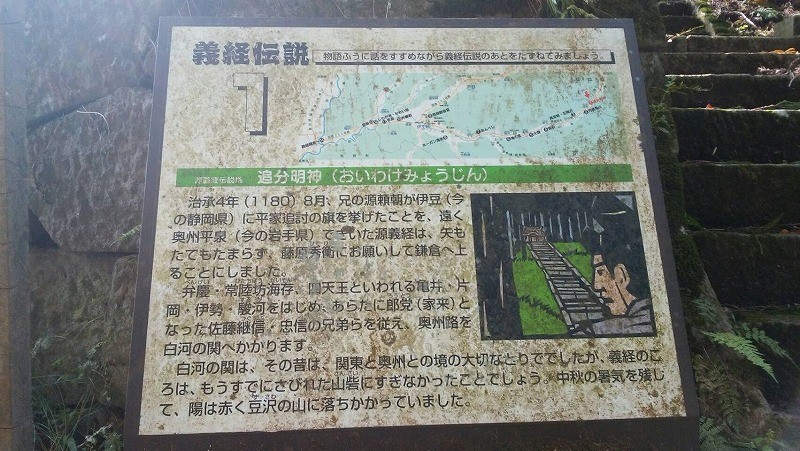 義経伝説
物語ふうに話をすすめながら義経伝説のあとをたずねてみましょう。
1
追分明神（おいわけみょうじん）
治承4年（1180）8月、兄の源頼朝が伊豆（今
の静岡県）に平家追討の旗を挙げたことを、遠く
奥州平泉（今の岩手県）できいた源義経は、矢も
たてもたまらず、藤原秀衡にお願いして鎌倉へ上
ることにしました。
弁慶・常陸坊海存、四天王といわれる亀井、片
岡・伊勢・駿河をはじめ、あらたに郎党（家来）と
なった佐藤継信・忠信の兄弟らを従え、奥州路を
白河の関へかかります。
白河の関は、その昔は、関東と奥州との境の大切なとりででしたが、義経のこ
ろは、もうすでにさびれた山砦にすぎなかったことでしょう。中秋の暑気を残し
て、陽は赤く豆沢の山に落ちかかっていました。